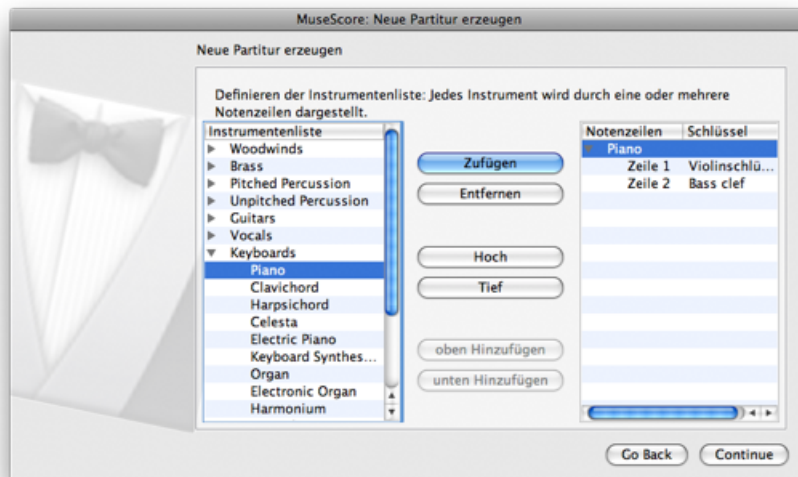 MuseScore: Neue Partitur erzeugen
Neue Partitur erzeugen
Definieren der Instrumentenliste: Jedes Instrument wird durch eine oder mehrere
Notenzeilen dargestellt.
Instrumentenliste
Woodwinds
Brass
Pitched Percussion
Unpitched Percussion
Guitars
Vocals
Keyboards
Piano
Clavichord
Harpsichord
Celesta
Electric Piano
Keyboard Synthes...
Organ
Electronic Organ
Harmonium
Zufügen
Entfernen
Hoch
Tief
oben Hinzufügen
unten Hinzufügen
Notenzeilen Schlüssel
Piano
Zeile 1 Violinschlü...
Zeile 2 Bass clef
Go Back Continue